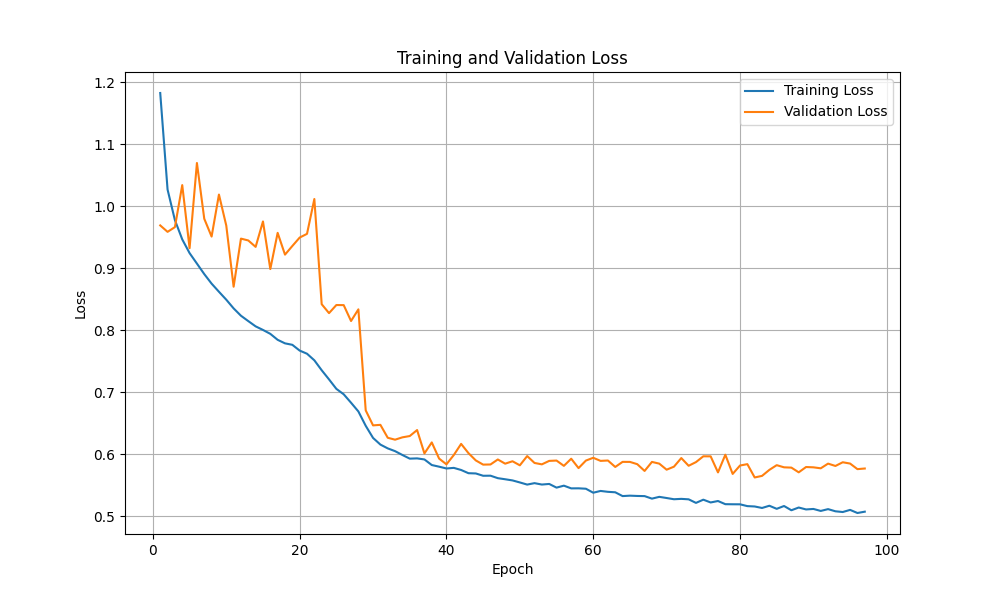 Training and Validation Loss
1.2
1.1
1.0
0.9
0.8
0.7
0.6
0.5
Loss
Training Loss
Validation Loss
0 20 40 60 80 100
Epoch